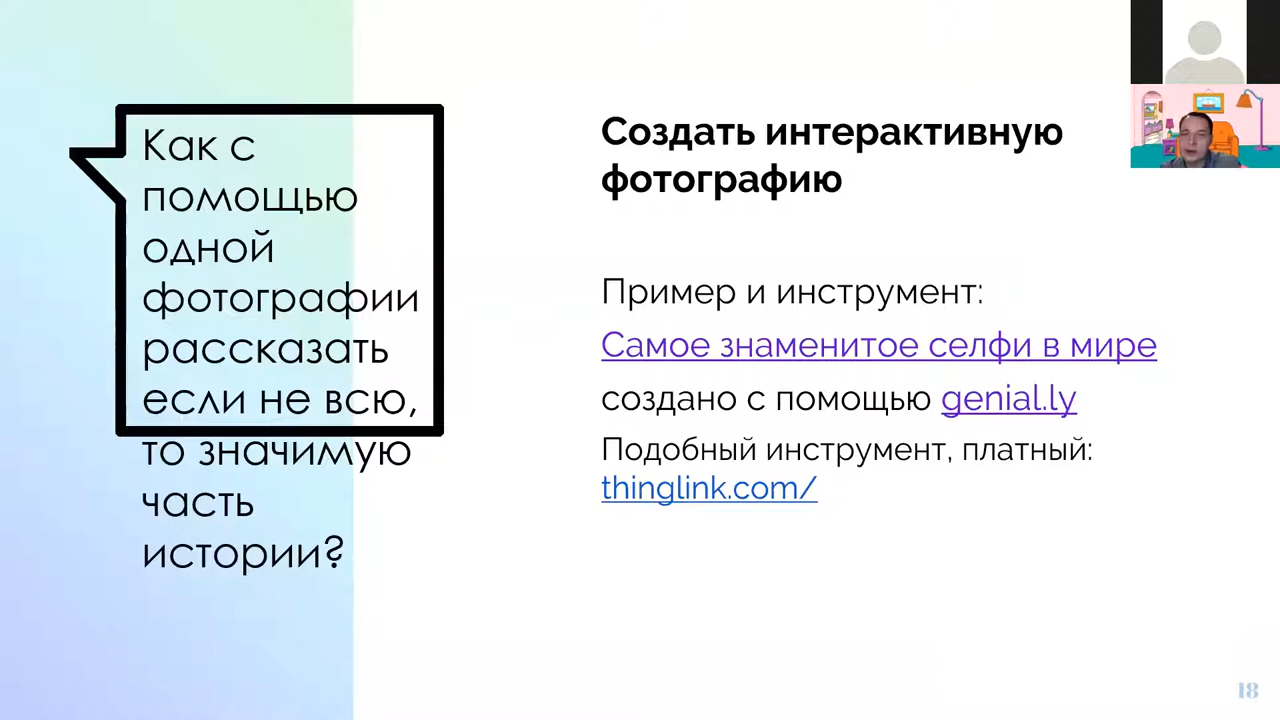 Как с
помощью
одной
фотографии
рассказать
если не всю,
то значимую
часть
истории?
Создать интерактивную
фотографию
Пример и инструмент:
Самое знаменитое селфи в мире
создано с помощью genial.ly
Подобный инструмент, платный:
thinglink.com/
18